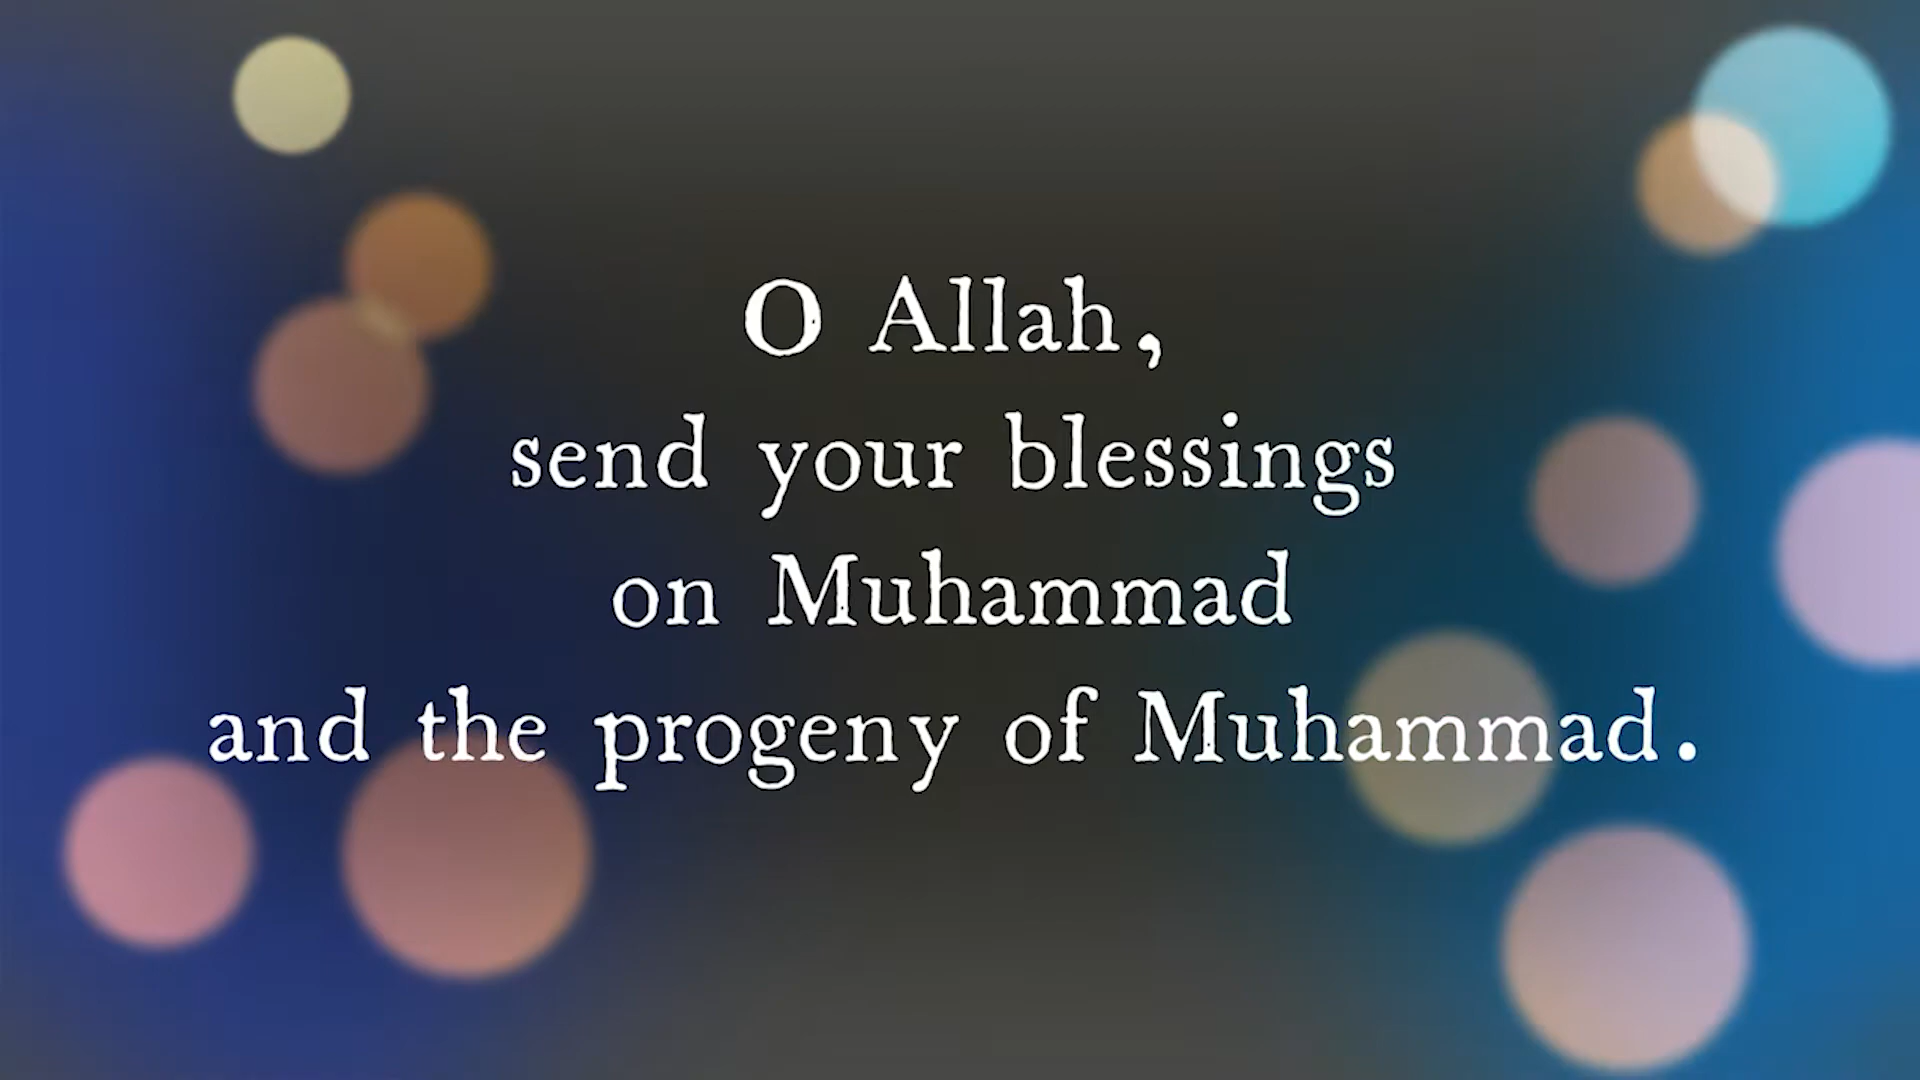 O Allah,
send your blessings
on Muhammad
and the progeny of Muhammad.